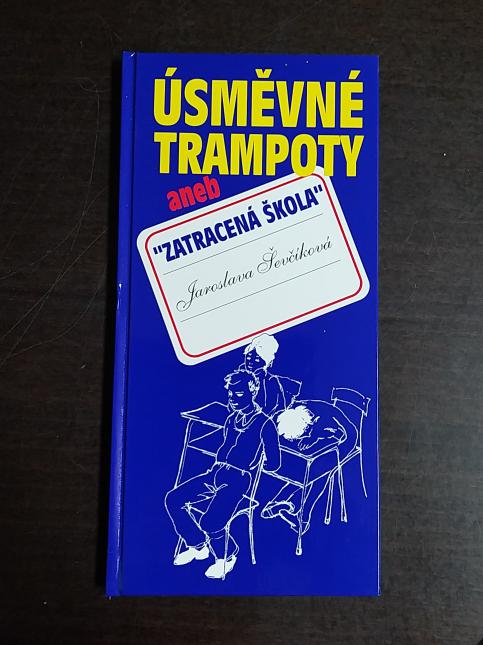 ÚSMĚVNÉ
TRAMPOTY
aneb
"ZATRACENÁ ŠKOLA"
Jaroslava Ševčíková